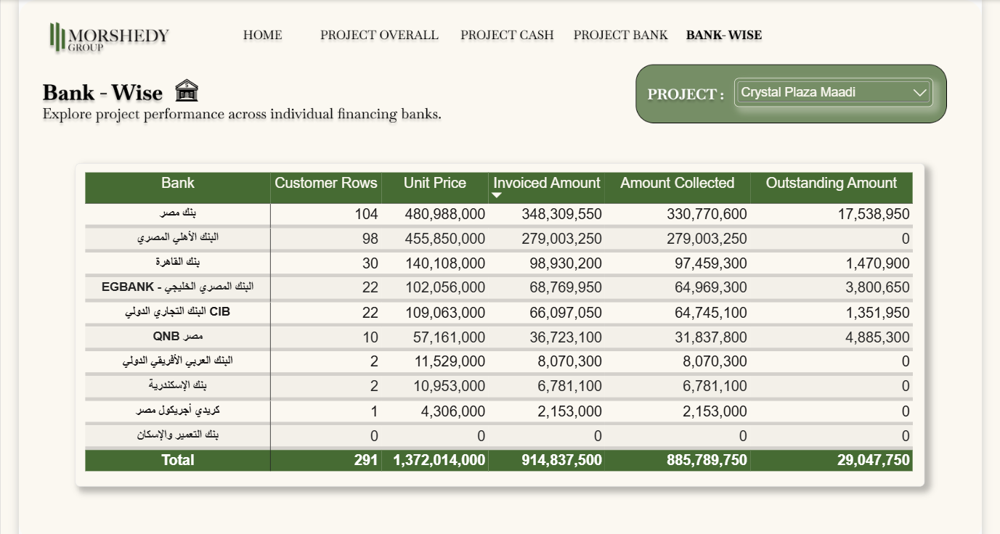 MORSHEDY
GROUP
HOME PROJECT OVERALL PROJECT CASH PROJECT BANK BANK- WISE
Bank - Wise
Explore project performance across individual financing banks.
PROJECT : Crystal Plaza Maadi
Bank Customer Rows Unit Price Invoiced Amount Amount Collected Outstanding Amount
بنك مصر 104 480,988,000 348,309,550 330,770,600 17,538,950
البنك الأهلي المصري 98 455,850,000 279,003,250 279,003,250 0
بنك القاهرة 30 140,108,000 98,930,200 97,459,300 1,470,900
البنك المصري الخليجي - EGBANK 22 102,056,000 68,769,950 64,969,300 3,800,650
CIB البنك التجاري الدولي 22 109,063,000 66,097,050 64,745,100 1,351,950
QNB مصر 10 57,161,000 36,723,100 31,837,800 4,885,300
البنك العربي الأفريقي الدولي 2 11,529,000 8,070,300 8,070,300 0
بنك الإسكندرية 2 10,953,000 6,781,100 6,781,100 0
كريدي أجريكول مصر 1 4,306,000 2,153,000 2,153,000 0
بنك التعمير والإسكان 0 0 0 0 0
Total 291 1,372,014,000 914,837,500 885,789,750 29,047,750